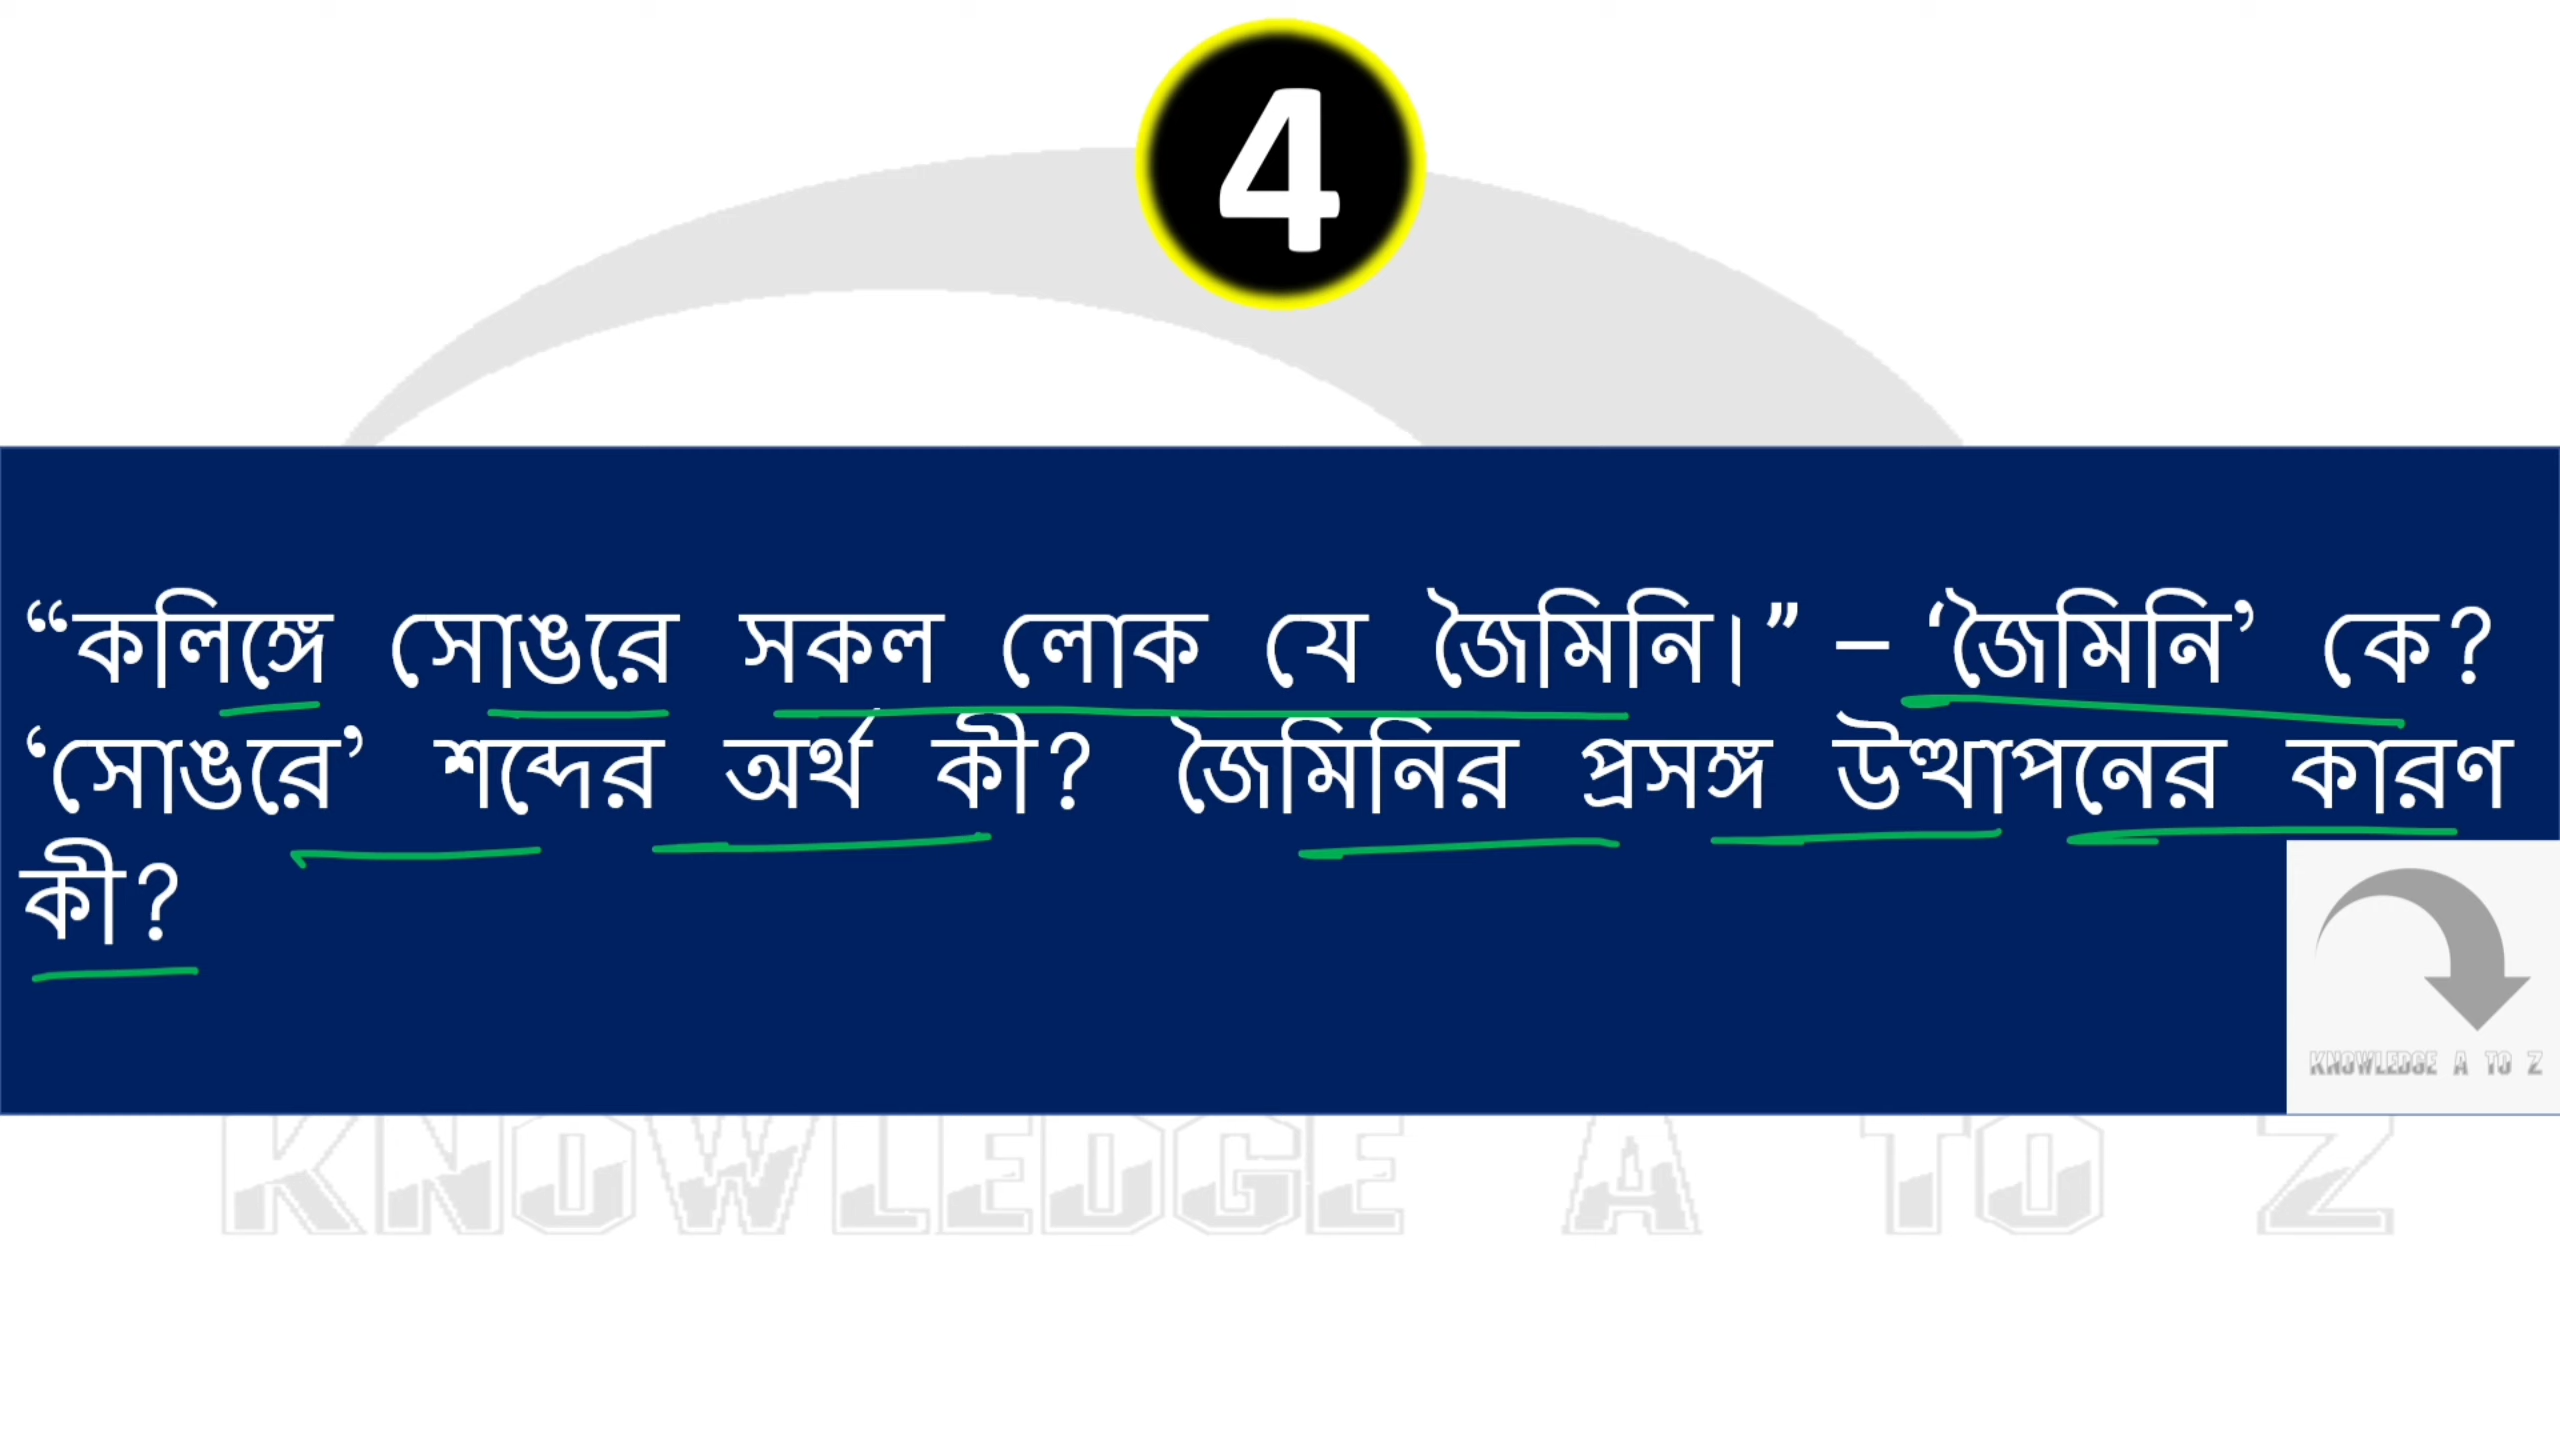 4
“কলিঙ্গে সোঙরে সকল লোক যে জৈমিনি।” – ‘জৈমিনি’ কে?
‘সোঙরে’ শব্দের অর্থ কী? জৈমিনির প্রসঙ্গ উত্থাপনের কারণ
কী?
KNOWLEDGE A TO Z
KNOWLEDGE A TO Z